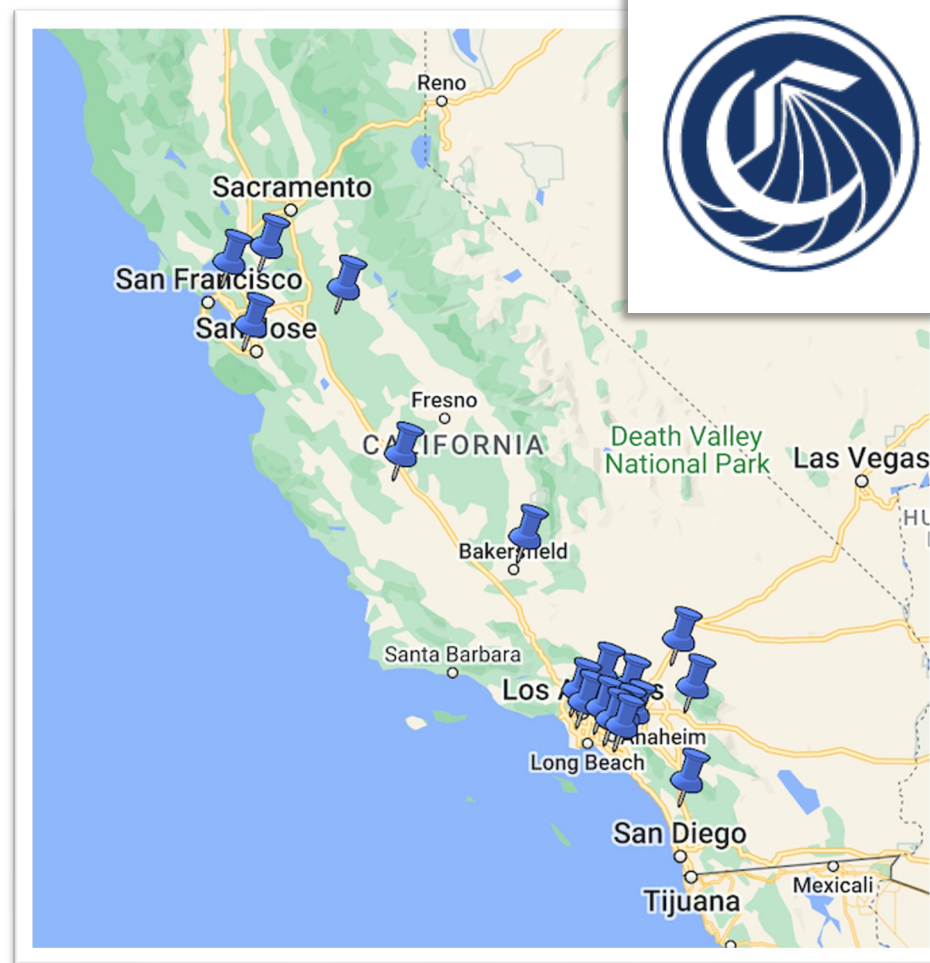 Reno
Sacramento
San Francisco
San Jose
Fresno
CALIFORNIA
Death Valley
National Park
Las Vegas
HU
Bakersfield
Santa Barbara
Los A s
Anaheim
Long Beach
San Diego
Mexicali
Tijuana